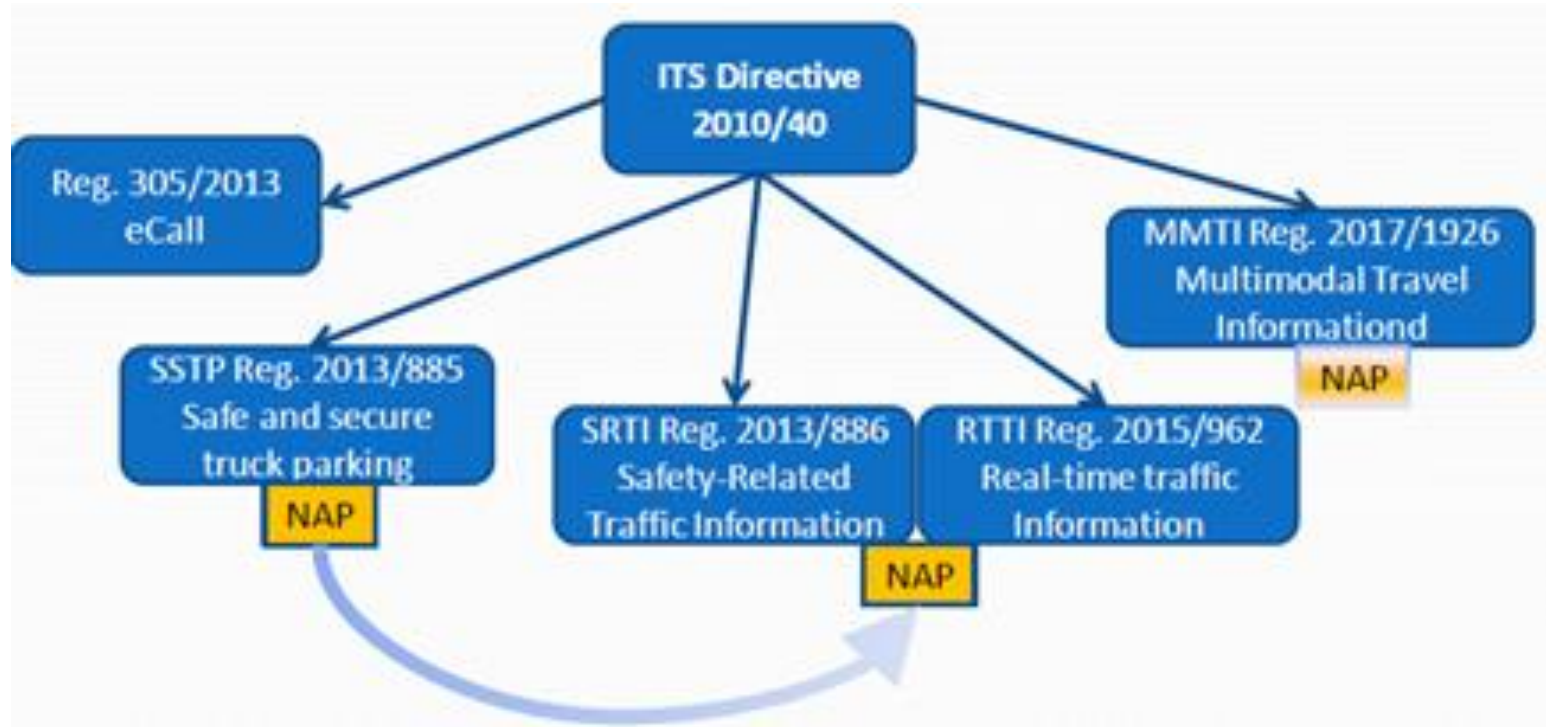 ITS Directive
2010/40
Reg. 305/2013
eCall
MMTI Reg. 2017/1926
Multimodal Travel
Informationd
NAP
SSTP Reg. 2013/885
Safe and secure
truck parking
NAP
SRTI Reg. 2013/886
Safety-Related
Traffic Information
RTTI Reg. 2015/962
Real-time traffic
Information
NAP